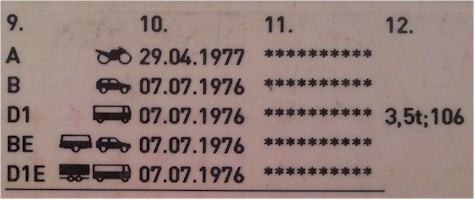 9. 10. 11. 12.
A 29.04.1977 **********
B 07.07.1976 **********
D1 07.07.1976 ********** 3,5t;106
BE 07.07.1976 **********
D1E 07.07.1976 **********